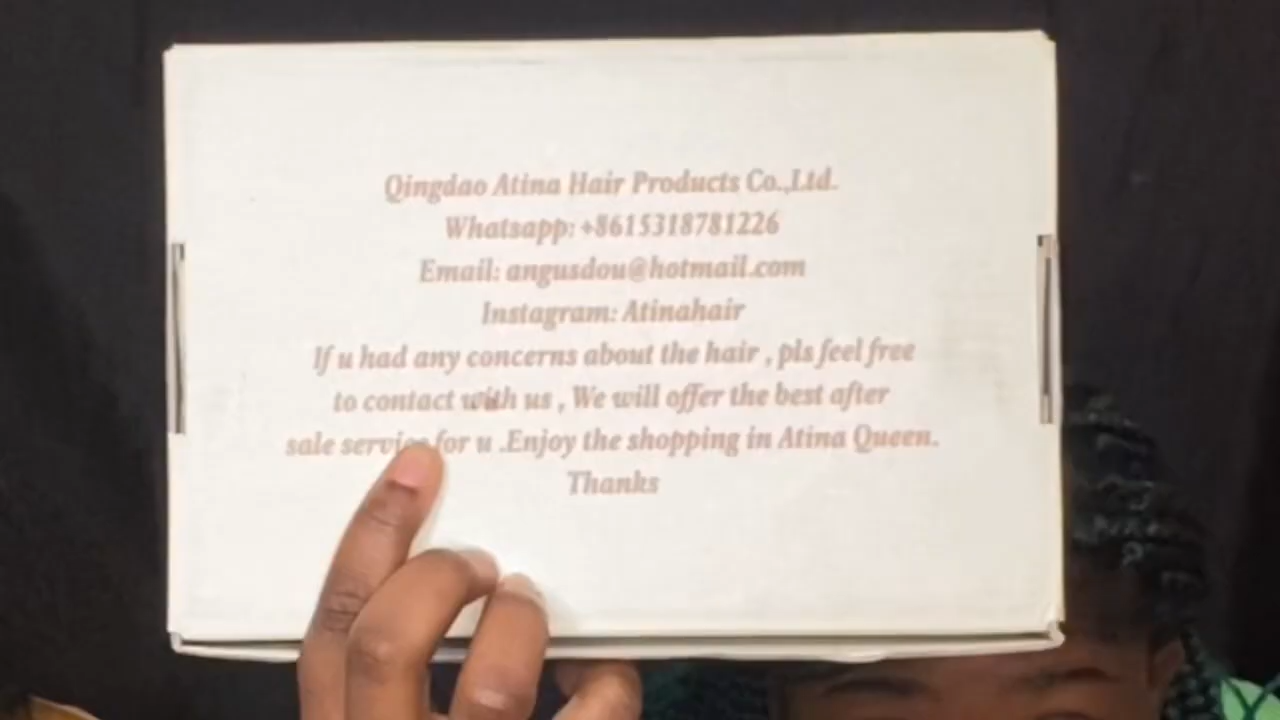 Qingdao Atina Hair Products Co.,Ltd.
Whatsapp: +8615318781226
Email: angusdou@hotmail.com
Instagram: Atinahair
If u had any concerns about the hair , pls feel free
to contact with us , We will offer the best after
sale service for u .Enjoy the shopping in Atina Queen.
Thanks